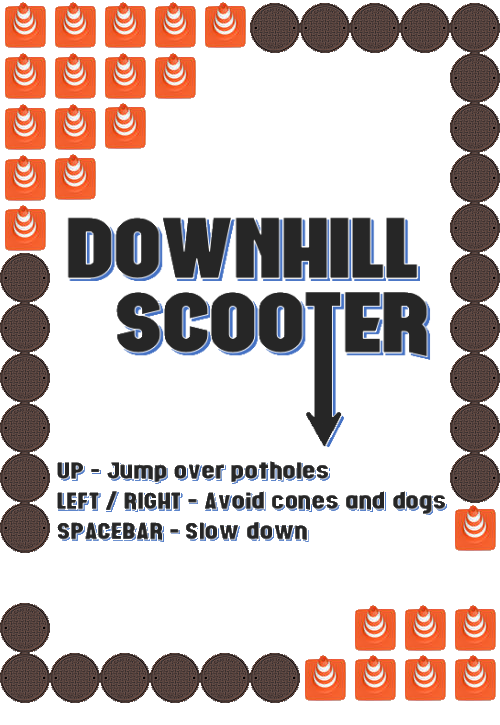 DOWNHILL
SCOOTER
UP - Jump over potholes
LEFT / RIGHT - Avoid cones and dogs
SPACEBAR - Slow down